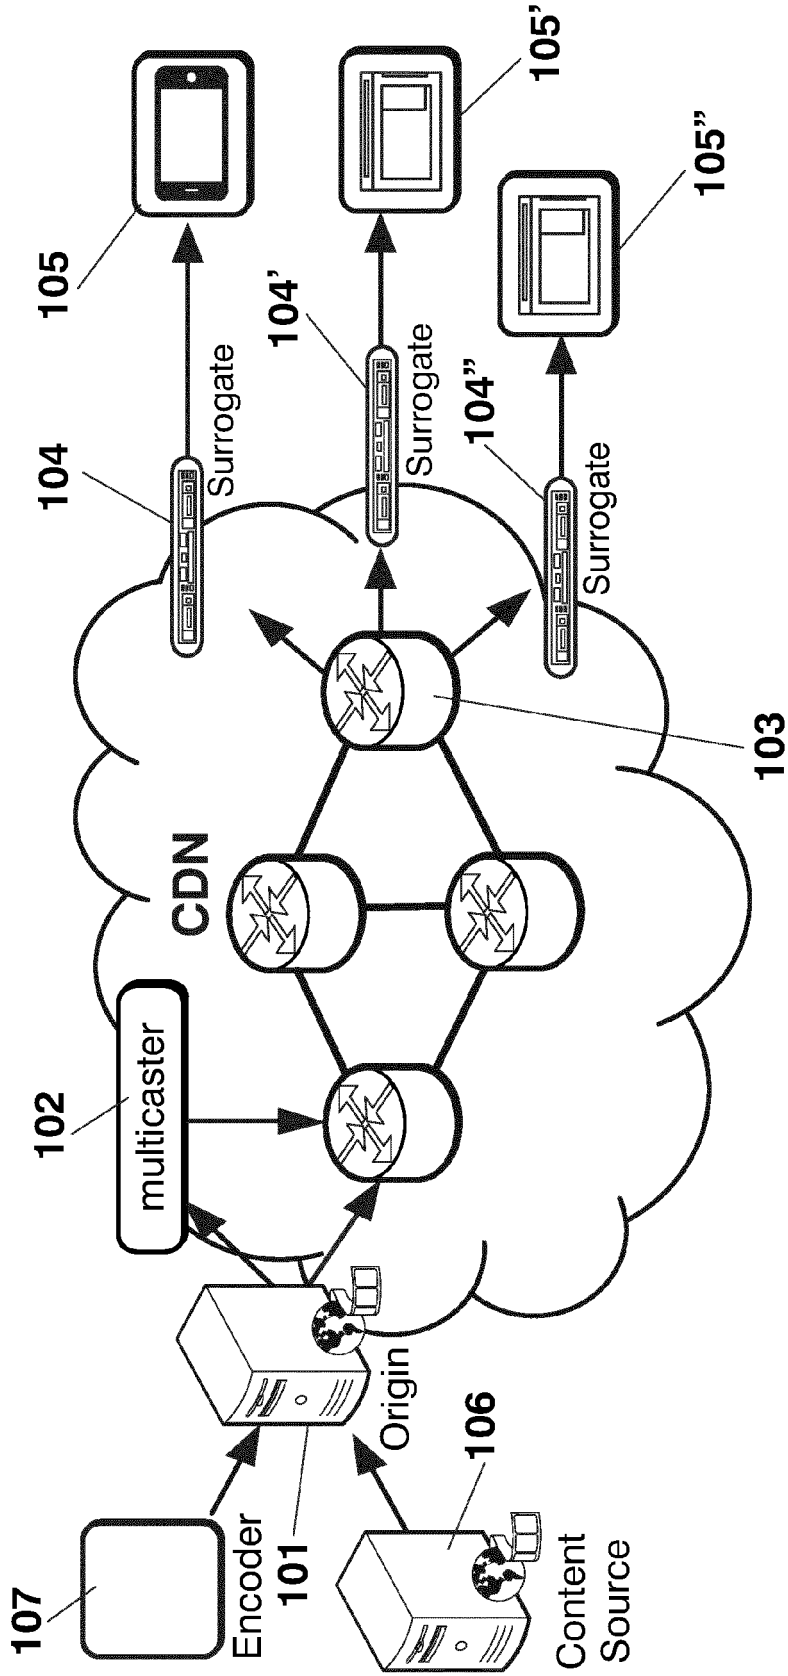 107
Encoder
101
Content
Source
106
Origin
102
multicaster
CDN
103
104
Surrogate
104'
Surrogate
104"
Surrogate
105
105'
105"